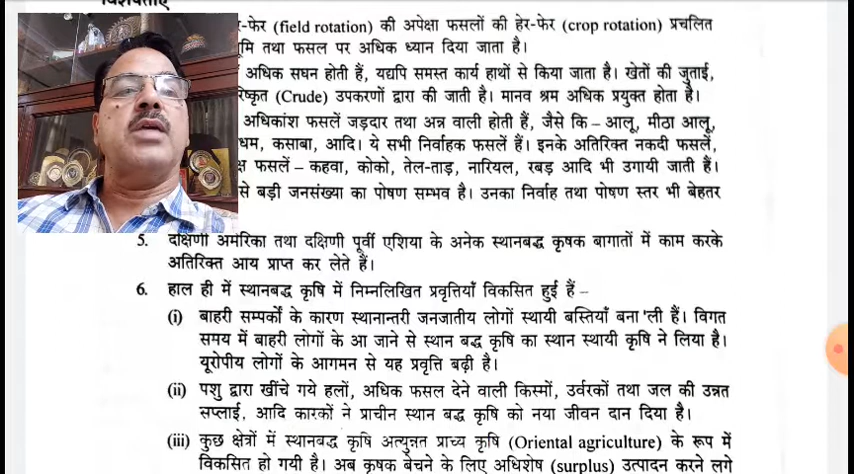 विशेषताएँ
र-फेर (field rotation) की अपेक्षा फसलों की हेर-फेर (crop rotation) प्रचलित
मि तथा फसल पर अधिक ध्यान दिया जाता है।
अधिक सघन होती हैं, यद्यपि समस्त कार्य हाथों से किया जाता है। खेतों की जुताई,
रिष्कृत (Crude) उपकरणों द्वारा की जाती है। मानव श्रम अधिक प्रयुक्त होता है।
अधिकांश फसलें जड़दार तथा अन्न वाली होती हैं, जैसे कि – आलू, मीठा आलू,
धम, कसाबा, आदि। ये सभी निर्वाहक फसलें हैं। इनके अतिरिक्त नकदी फसलें,
क्ष फसलें – कहवा, कोको, तेल-ताड़, नारियल, रबड़ आदि भी उगायी जाती हैं।
से बड़ी जनसंख्या का पोषण सम्भव है। उनका निर्वाह तथा पोषण स्तर भी बेहतर
5. दक्षिणी अमेरिका तथा दक्षिणी पूर्वी एशिया के अनेक स्थानबद्ध कृषक बागातों में काम करके
अतिरिक्त आय प्राप्त कर लेते हैं।
6. हाल ही में स्थानबद्ध कृषि में निम्नलिखित प्रवृत्तियाँ विकसित हुई हैं –
(i) बाहरी सम्पर्कों के कारण स्थानान्तरी जनजातीय लोगों स्थायी बस्तियाँ बना 'ली हैं। विगत
समय में बाहरी लोगों के आ जाने से स्थान बद्ध कृषि का स्थान स्थायी कृषि ने लिया है।
यूरोपीय लोगों के आगमन से यह प्रवृत्ति बढ़ी है।
(ii) पशु द्वारा खींचे गये हलों, अधिक फसल देने वाली किस्मों, उर्वरकों तथा जल की उन्नत
सप्लाई, आदि कारकों ने प्राचीन स्थान बद्ध कृषि को नया जीवन दान दिया है।
(iii) कुछ क्षेत्रों में स्थानबद्ध कृषि अत्युन्नत प्राच्य कृषि (Oriental agriculture) के रूप में
विकसित हो गयी है। अब कृषक बेचने के लिए अधिशेष (surplus) उत्पादन करने लगे